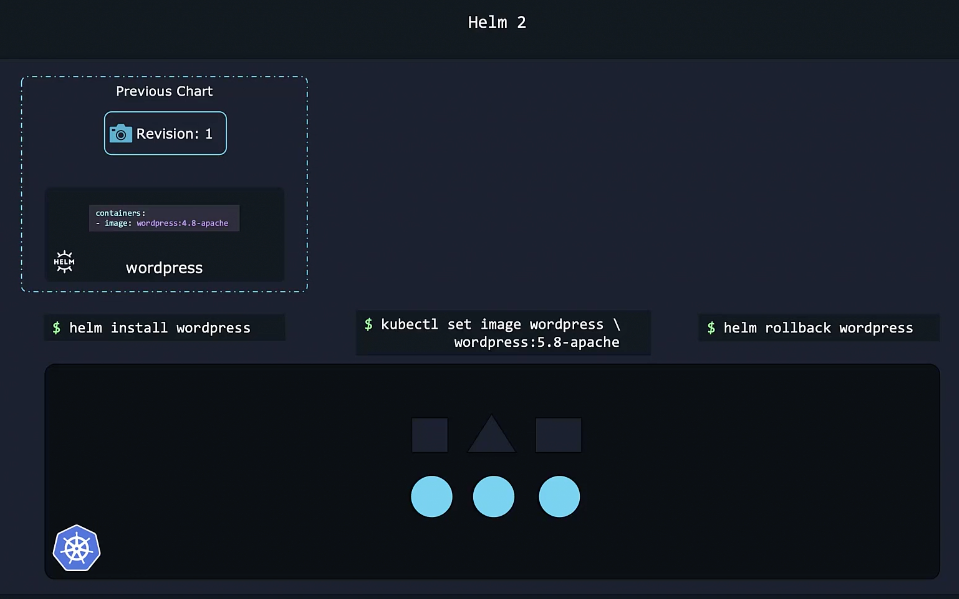 Helm 2
Previous Chart
Revision: 1
containers:
- image: wordpress:4.8-apache
HELM
wordpress
$ helm install wordpress
$ kubectl set image wordpress \
wordpress:5.8-apache
$ helm rollback wordpress